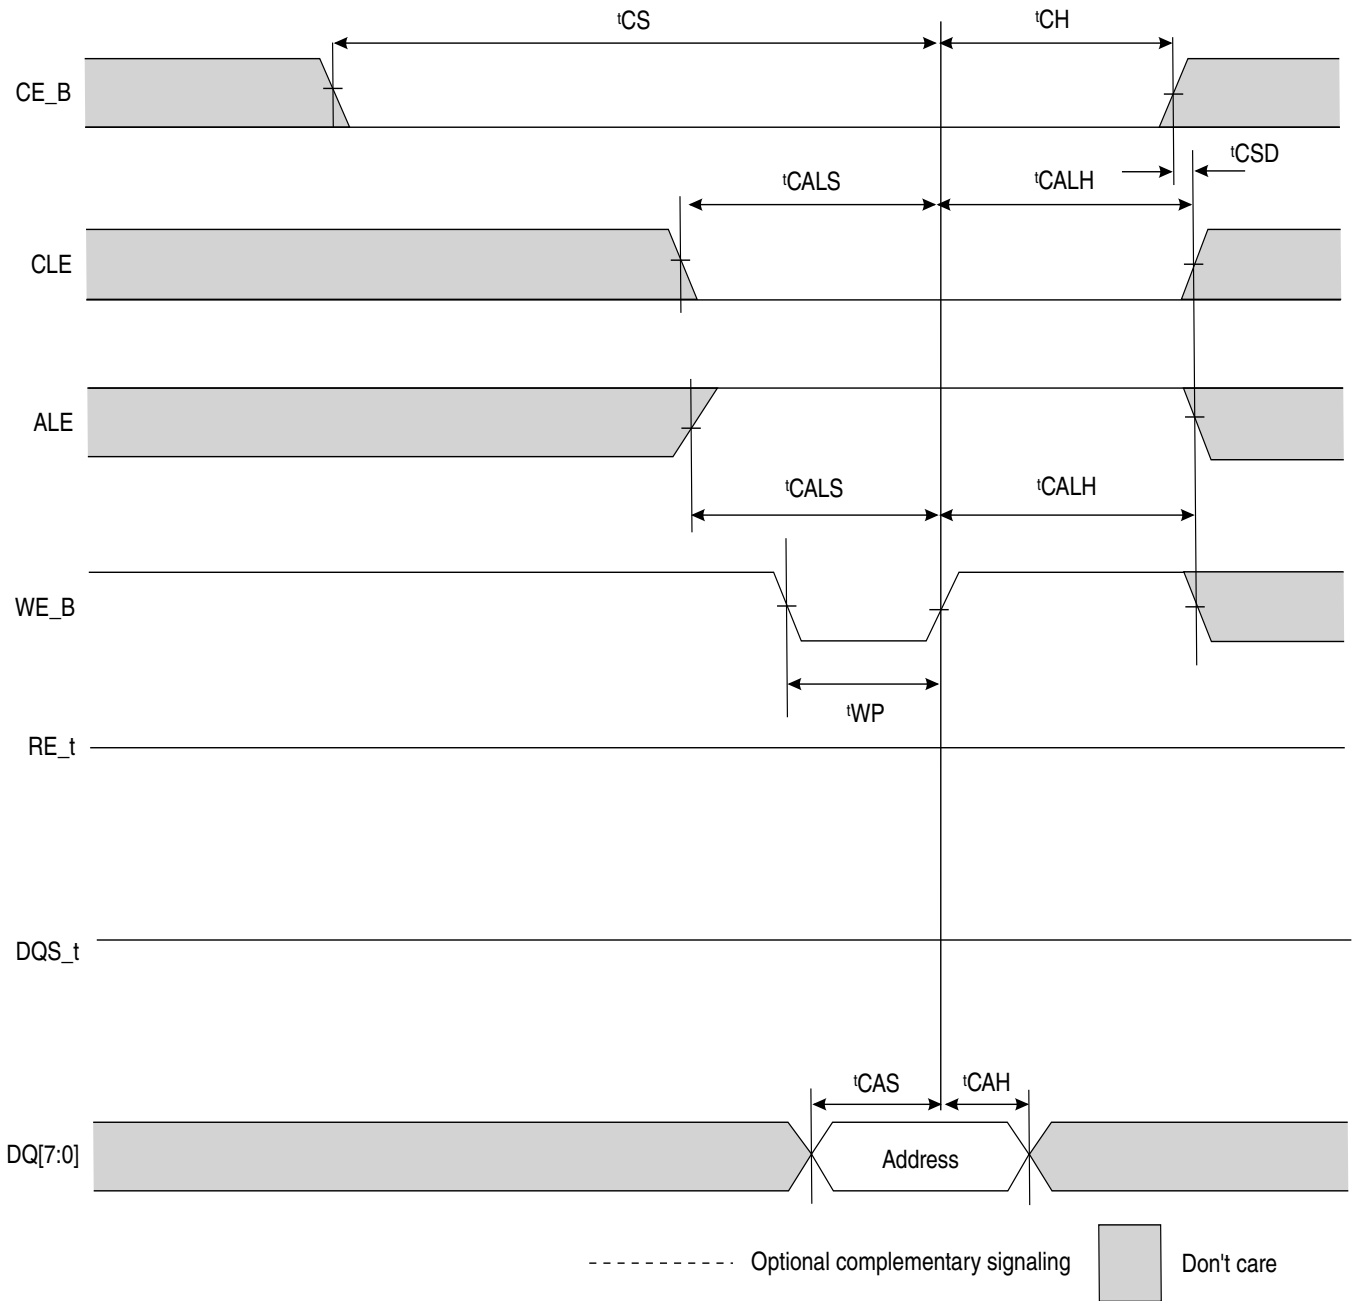 tCS
tCH
CE_B
tCSD
tCALS
tCALH
CLE
ALE
tCALS
tCALH
WE_B
tWP
RE_t
DQS_t
tCAS
tCAH
DQ[7:0]
Address
Optional complementary signaling
Don't care